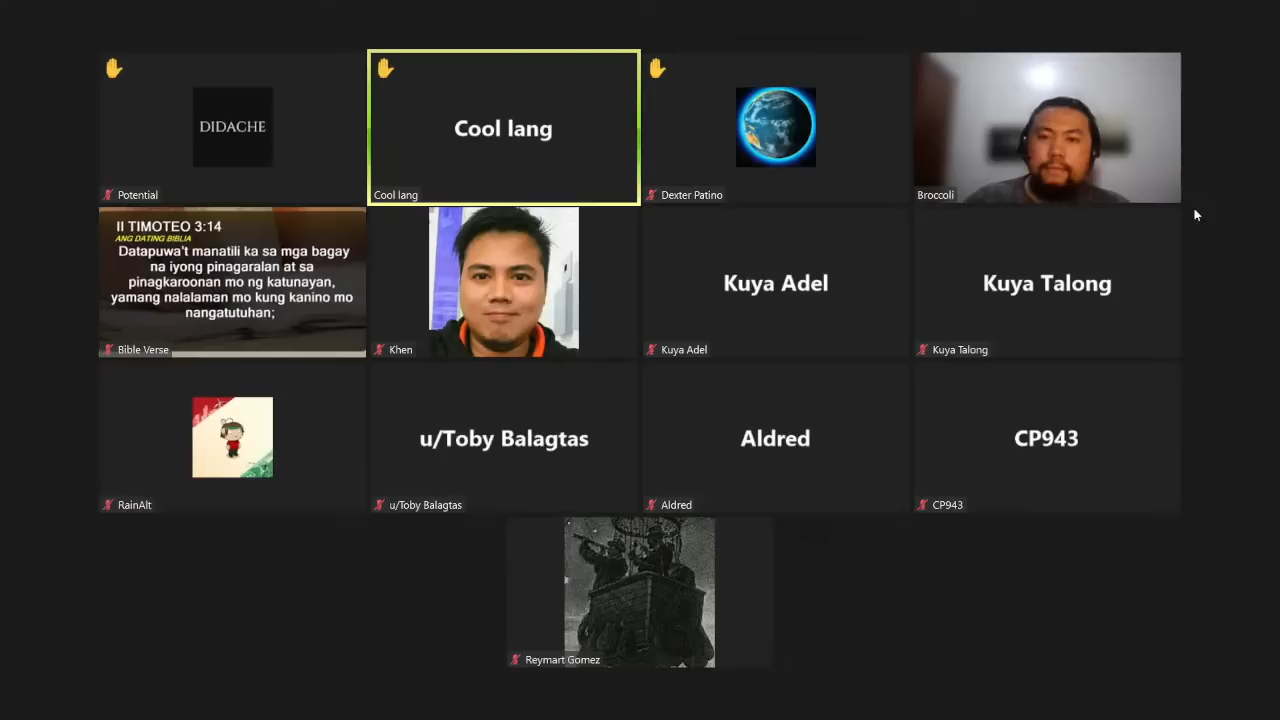 DIDACHE
Potential
Cool lang
Cool lang
Dexter Patino
Broccoli
II TIMOTEO 3:14
ANG DATING BIBLIA
Datapuwa't manatili ka sa mga bagay
na iyong pinagaralan at sa
pinagkaroonan mo ng katunayan,
yamang nalalaman mo kung kanino mo
nangatutuhan;
Bible Verse
Khen
Kuya Adel
Kuya Adel
Kuya Talong
Kuya Talong
RainAlt
u/Toby Balagtas
u/Toby Balagtas
Aldred
Aldred
CP943
CP943
Reymart Gomez